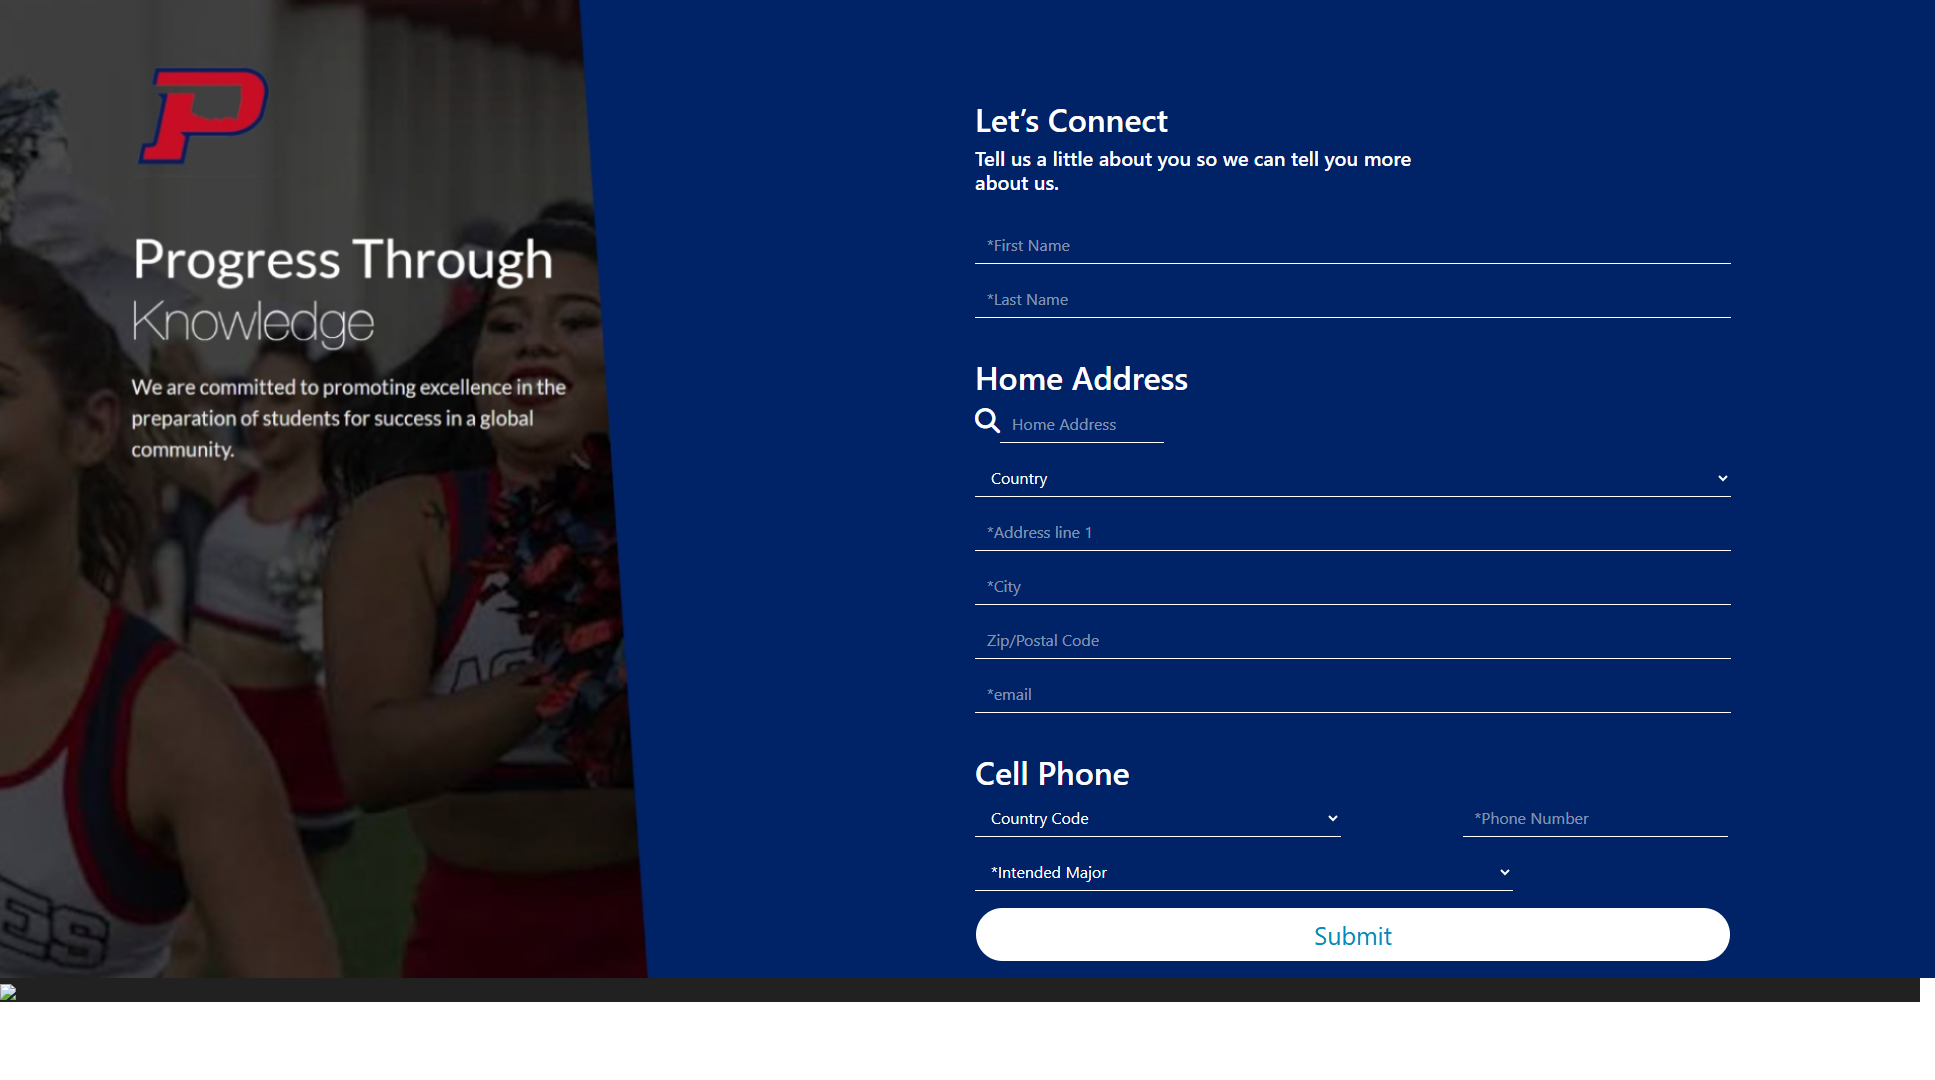 P
Progress Through
Knowledge
We are committed to promoting excellence in the
preparation of students for success in a global
community.
ES
Let’s Connect
Tell us a little about you so we can tell you more
about us.
*First Name
*Last Name
Home Address
Home Address
Country
*Address line 1
*City
Zip/Postal Code
*email
Cell Phone
Country Code
*Phone Number
*Intended Major
Submit